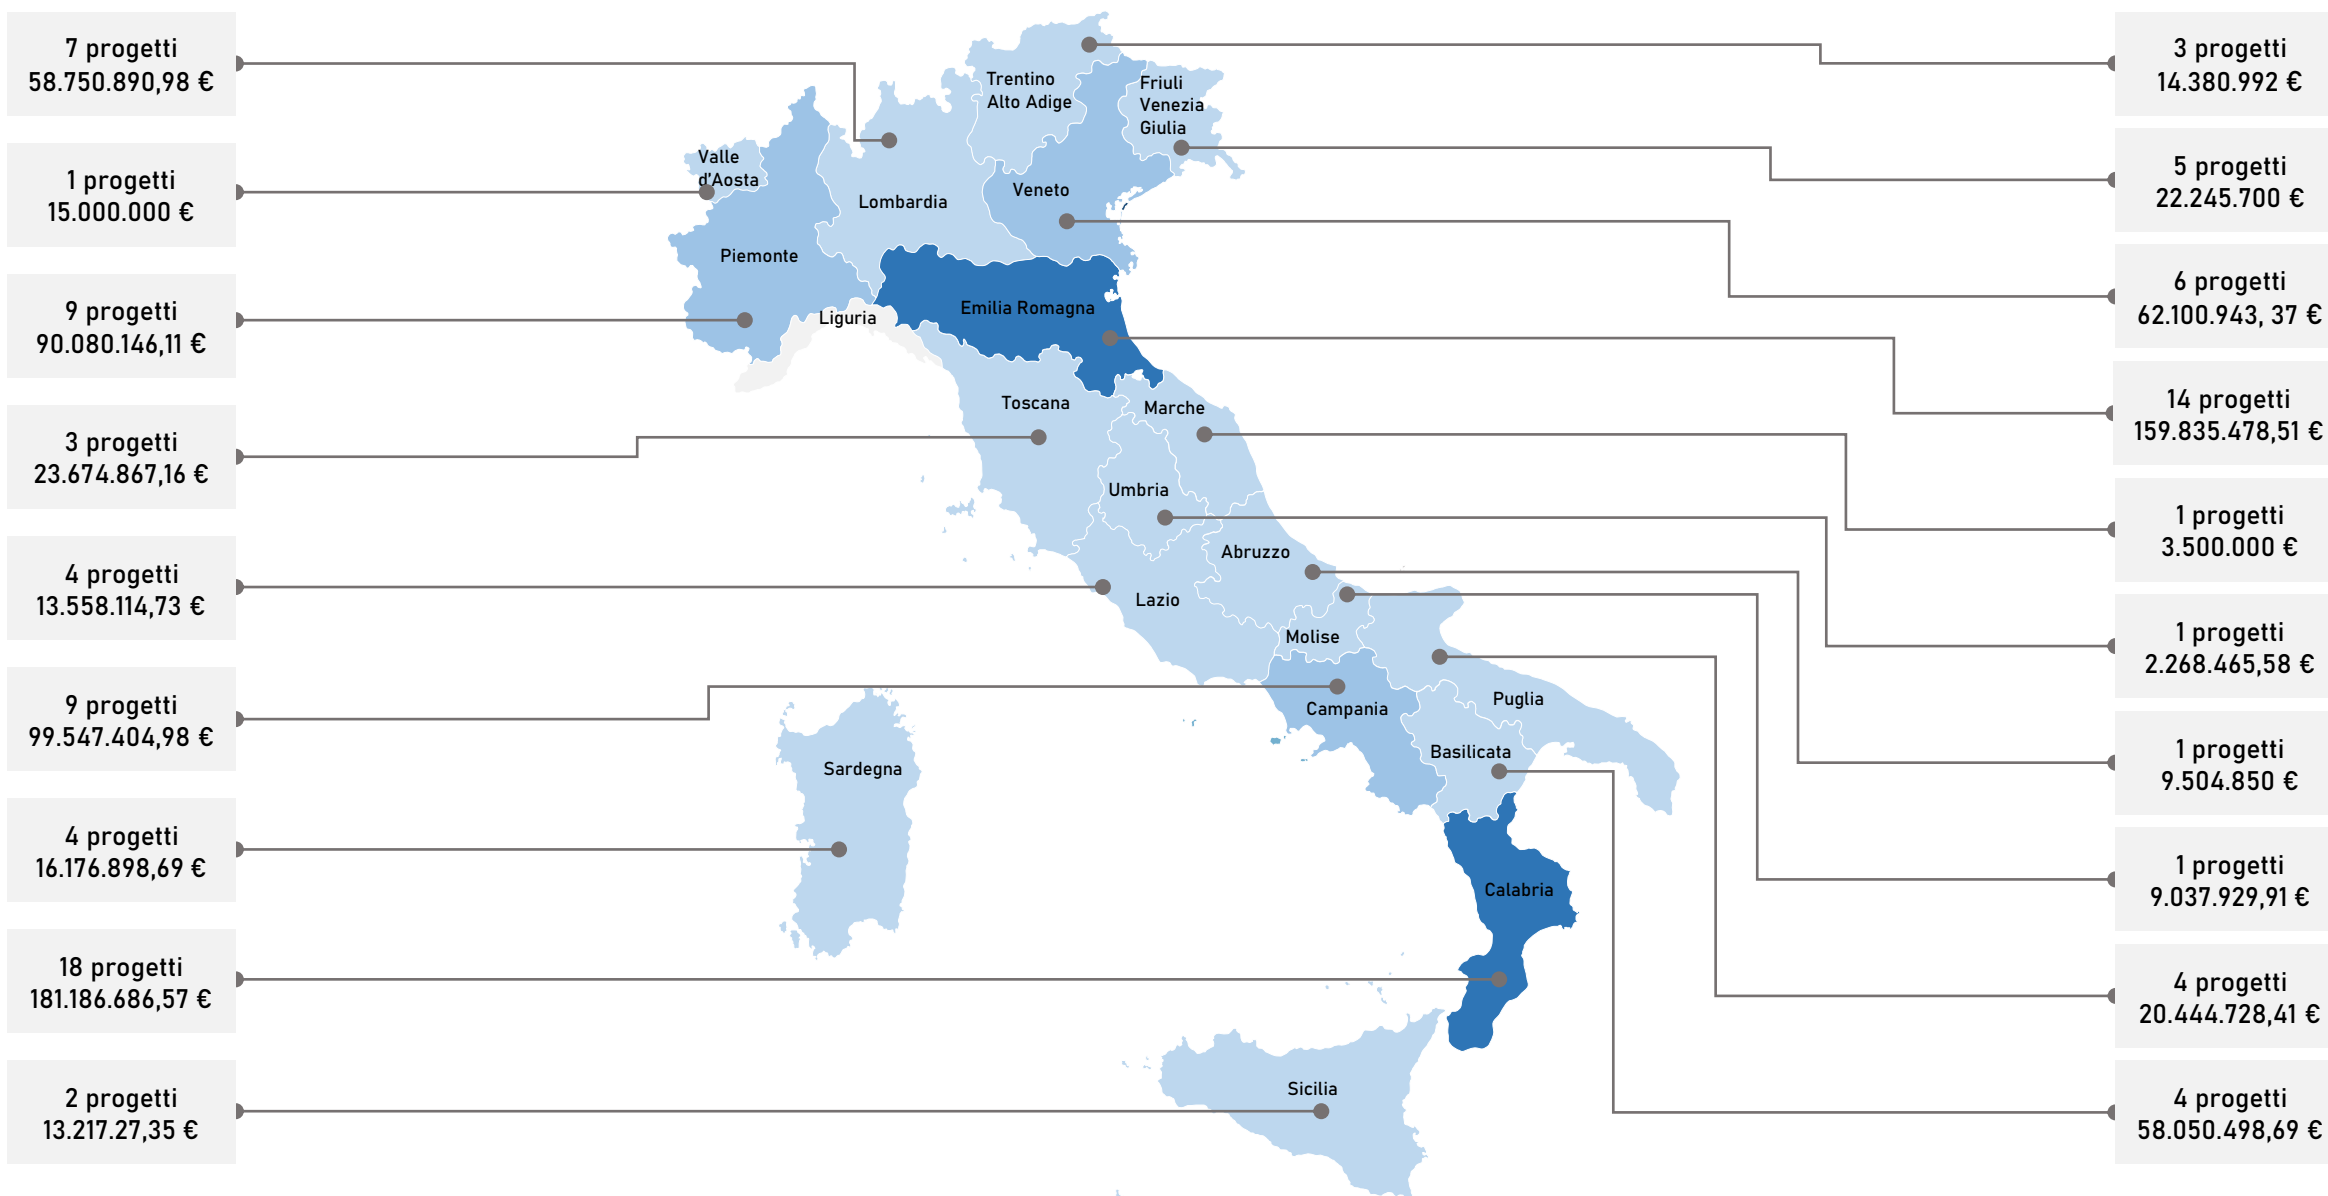 7 progetti
58.750.890,98 €
1 progetti
15.000.000 €
9 progetti
90.080.146,11 €
3 progetti
23.674.867,16 €
4 progetti
13.558.114,73 €
9 progetti
99.547.404,98 €
4 progetti
16.176.898,69 €
18 progetti
181.186.686,57 €
2 progetti
13.217.27,35 €
Trentino
Alto Adige
Friuli
Venezia
Giulia
Valle
d'Aosta
Lombardia
Veneto
Piemonte
Emilia Romagna
Liguria
Toscana
Marche
Umbria
Abruzzo
Lazio
Molise
Campania
Puglia
Basilicata
Sardegna
Calabria
Sicilia
3 progetti
14.380.992 €
5 progetti
22.245.700 €
6 progetti
62.100.943, 37 €
14 progetti
159.835.478,51 €
1 progetti
3.500.000 €
1 progetti
2.268.465,58 €
1 progetti
9.504.850 €
1 progetti
9.037.929,91 €
4 progetti
20.444.728,41 €
4 progetti
58.050.498,69 €